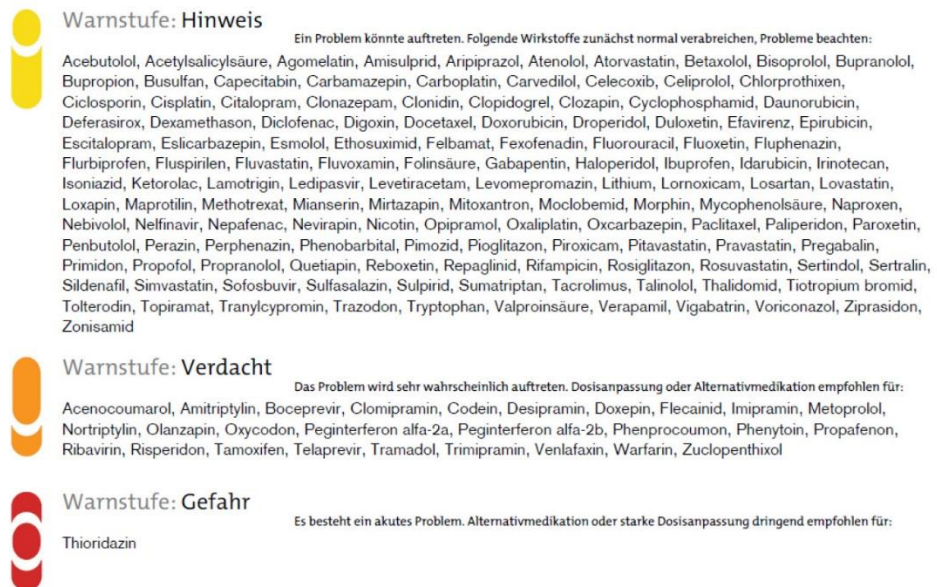 Warnstufe: Hinweis
Ein Problem könnte auftreten. Folgende Wirkstoffe zunächst normal verabreichen, Probleme beachten:
Acebutolol, Acetylsalicylsäure, Agomelatin, Amisulprid, Aripiprazol, Atenolol, Atorvastatin, Betaxolol, Bisoprolol, Bupranolol,
Bupropion, Busulfan, Capecitabin, Carbamazepin, Carboplatin, Carvedilol, Celecoxib, Celiprolol, Chlorprothixen,
Ciclosporin, Cisplatin, Citalopram, Clonazepam, Clonidin, Clopidogrel, Clozapin, Cyclophosphamid, Daunorubicin,
Deferasirox, Dexamethason, Diclofenac, Digoxin, Docetaxel, Doxorubicin, Droperidol, Duloxetin, Efavirenz, Epirubicin,
Escitalopram, Eslicarbazepin, Esmolol, Ethosuximid, Felbamat, Fexofenadin, Fluorouracil, Fluoxetin, Fluphenazin,
Flurbiprofen, Fluspirilen, Fluvastatin, Fluvoxamin, Folinsäure, Gabapentin, Haloperidol, Ibuprofen, Idarubicin, Irinotecan,
Isoniazid, Ketorolac, Lamotrigin, Ledipasvir, Levetiracetam, Levomepromazin, Lithium, Lornoxicam, Losartan, Lovastatin,
Loxapin, Maprotilin, Methotrexat, Mianserin, Mirtazapin, Mitoxantron, Moclobemid, Morphin, Mycophenolsäure, Naproxen,
Nebivolol, Nelfinavir, Nepafenac, Nevirapin, Nicotin, Opipramol, Oxaliplatin, Oxcarbazepin, Paclitaxel, Paliperidon, Paroxetin,
Penbutolol, Perazin, Perphenazin, Phenobarbital, Pimozid, Pioglitazon, Piroxicam, Pitavastatin, Pravastatin, Pregabalin,
Primidon, Propofol, Propranolol, Quetiapin, Reboxetin, Repaglinid, Rifampicin, Rosiglitazon, Rosuvastatin, Sertindol, Sertralin,
Sildenafil, Simvastatin, Sofosbuvir, Sulfasalazin, Sulpirid, Sumatriptan, Tacrolimus, Talinolol, Thalidomid, Tiotropium bromid,
Tolterodin, Topiramat, Tranylcypromin, Trazodon, Tryptophan, Valproinsäure, Verapamil, Vigabatrin, Voriconazol, Ziprasidon,
Zonisamid
Warnstufe: Verdacht
Das Problem wird sehr wahrscheinlich auftreten. Dosisanpassung oder Alternativmedikation empfohlen für:
Acenocoumarol, Amitriptylin, Boceprevir, Clomipramin, Codein, Desipramin, Doxepin, Flecainid, Imipramin, Metoprolol,
Nortriptylin, Olanzapin, Oxycodon, Peginterferon alfa-2a, Peginterferon alfa-2b, Phenprocoumon, Phenytoin, Propafenon,
Ribavirin, Risperidon, Tamoxifen, Telaprevir, Tramadol, Trimipramin, Venlafaxin, Warfarin, Zuclopenthixol
Warnstufe: Gefahr
Es besteht ein akutes Problem. Alternativmedikation oder starke Dosisanpassung dringend empfohlen für:
Thioridazin